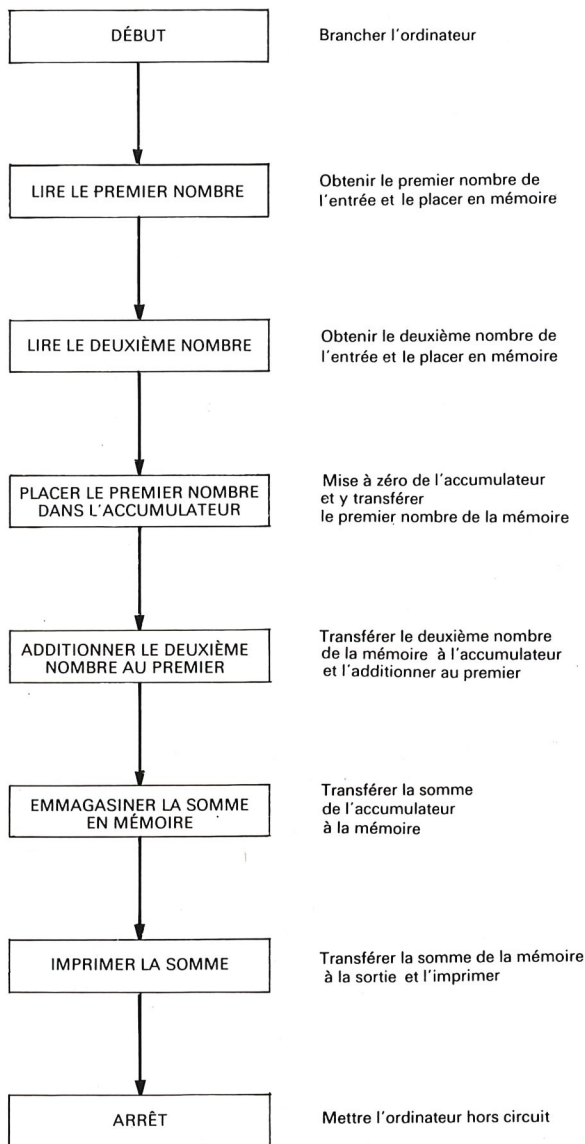 DÉBUT
Brancher l'ordinateur
LIRE LE PREMIER NOMBRE
Obtenir le premier nombre de
l'entrée et le placer en mémoire
LIRE LE DEUXIÈME NOMBRE
Obtenir le deuxième nombre de
l'entrée et le placer en mémoire
PLACER LE PREMIER NOMBRE
DANS L'ACCUMULATEUR
Mise à zéro de l'accumulateur
et y transférer
le premier nombre de la mémoire
ADDITIONNER LE DEUXIÈME
NOMBRE AU PREMIER
Transférer le deuxième nombre
de la mémoire à l'accumulateur
et l'additionner au premier
EMMAGASINER LA SOMME
EN MÉMOIRE
Transférer la somme
de l'accumulateur
à la mémoire
IMPRIMER LA SOMME
Transférer la somme de la mémoire
à la sortie et l'imprimer
ARRÊT
Mettre l'ordinateur hors circuit